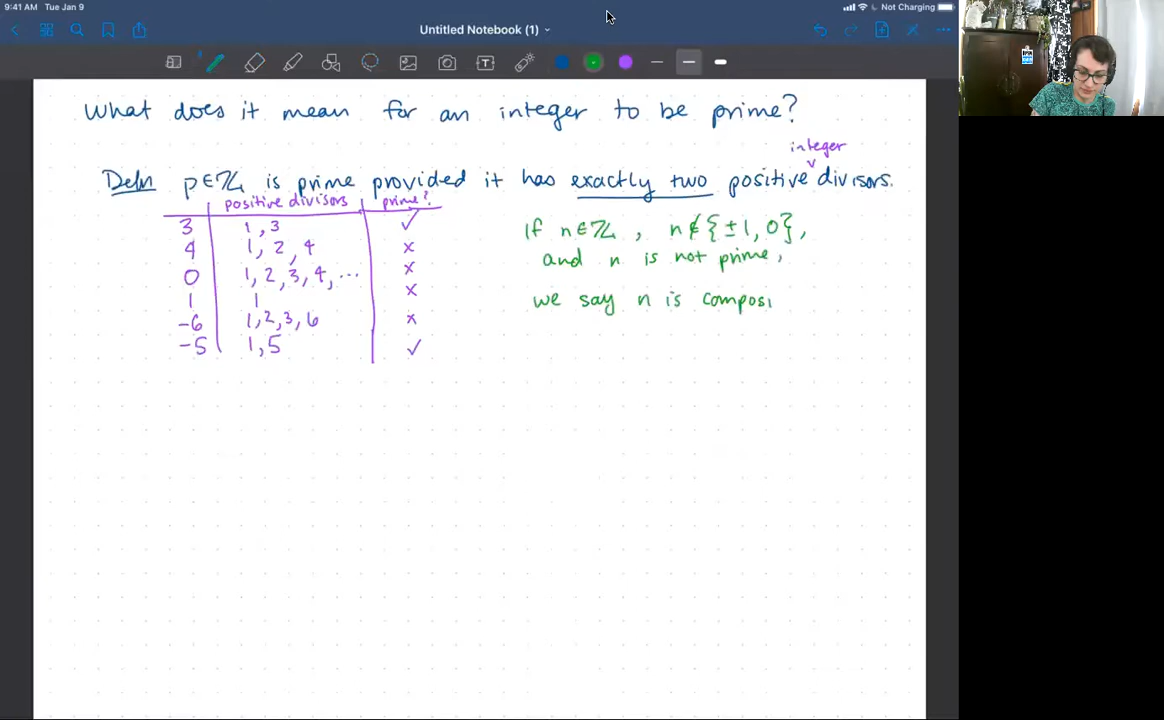 9:41 AM Tue Jan 9
Not Charging
Untitled Notebook (1)
What does it mean for an integer to be prime?
integer
Defn p∈ℤ is prime provided it has exactly two positive divisors.
positive divisors prime?
3 1, 3 ✓
4 1, 2, 4 ×
0 1, 2, 3, 4, ... ×
1 1 ×
-6 1, 2, 3, 6 ×
-5 1, 5 ✓
If n∈ℤ, n∉{±1, 0},
and n is not prime,
we say n is composi